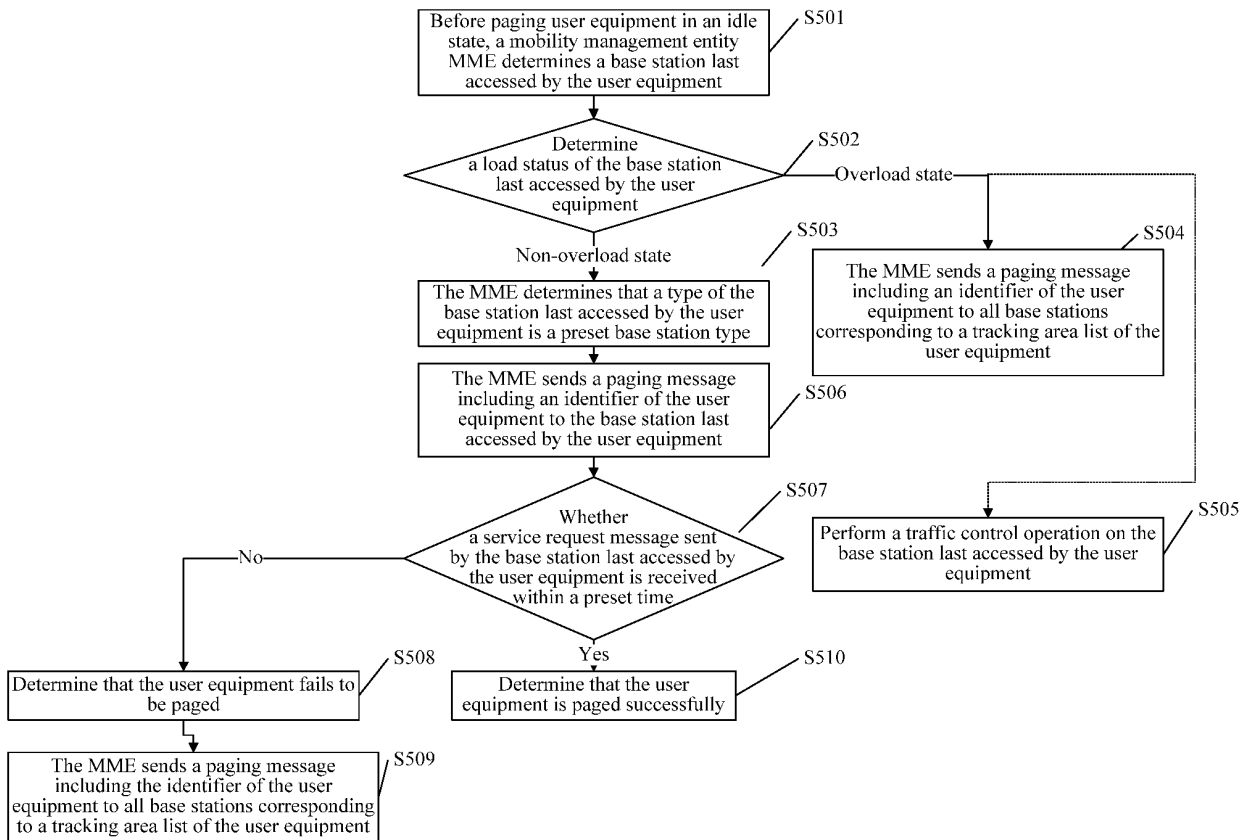 Before paging user equipment in an idle
state, a mobility management entity
MME determines a base station last
accessed by the user equipment
S501
Determine
a load status of the base station
last accessed by the user
equipment
S502
Overload state
Non-overload state
S503
The MME determines that a type of the
base station last accessed by the user
equipment is a preset base station type
S504
The MME sends a paging message
including an identifier of the user
equipment to all base stations
corresponding to a tracking area list of the
user equipment
The MME sends a paging message
including an identifier of the user
equipment to the base station last
accessed by the user equipment
S506
Whether
a service request message sent
by the base station last accessed by
the user equipment is received
within a preset time
S507
S505
Perform a traffic control operation on the
base station last accessed by the user
equipment
No
Yes
S508
Determine that the user equipment fails to
be paged
S510
Determine that the user
equipment is paged successfully
S509
The MME sends a paging message
including the identifier of the user
equipment to all base stations corresponding
to a tracking area list of the user equipment